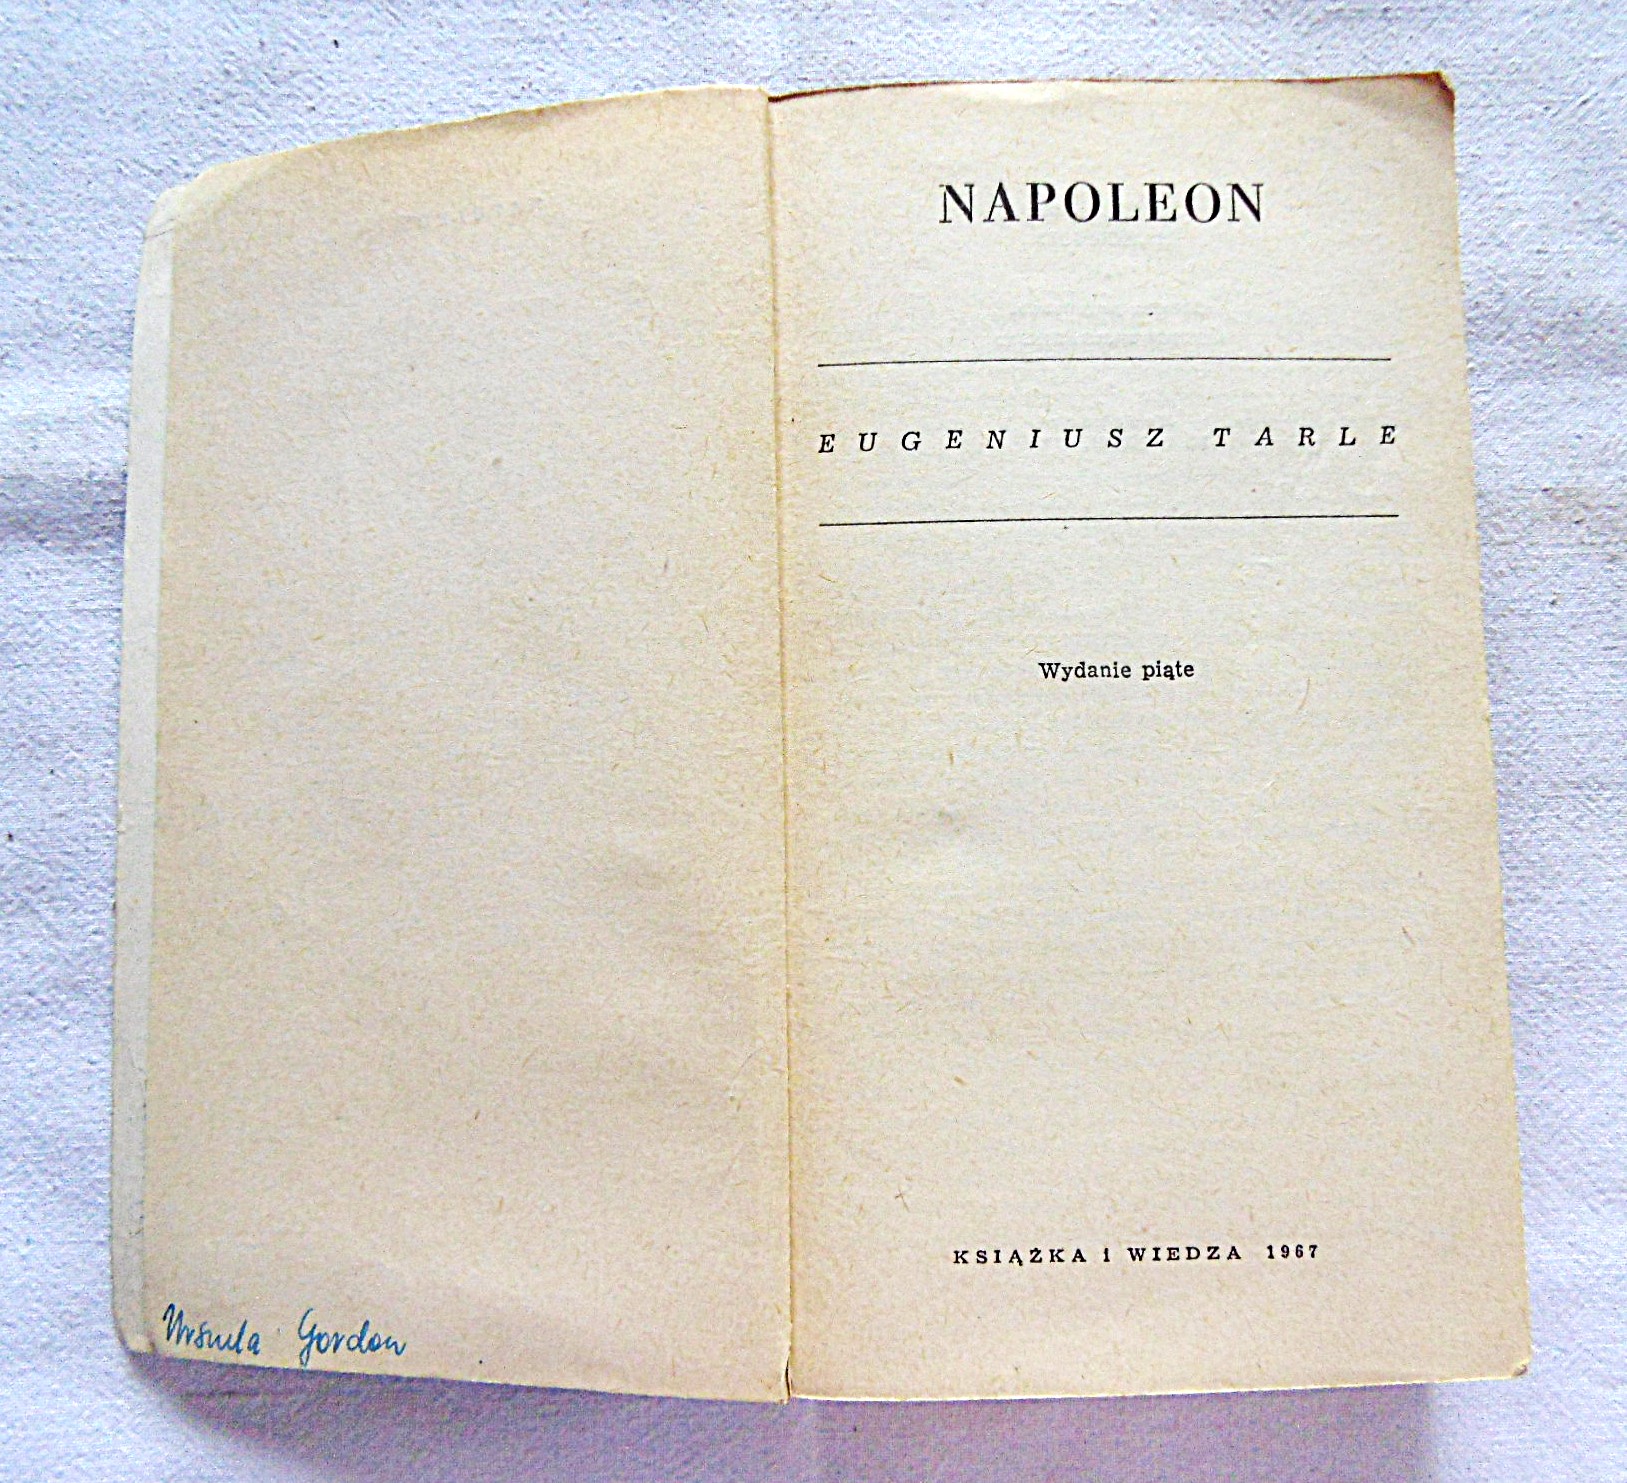 NAPOLEON
EUGENIUSZ TARLE
Wydanie piąte
KSIĄŻKA i WIEDZA 1967
Urszula Gordon